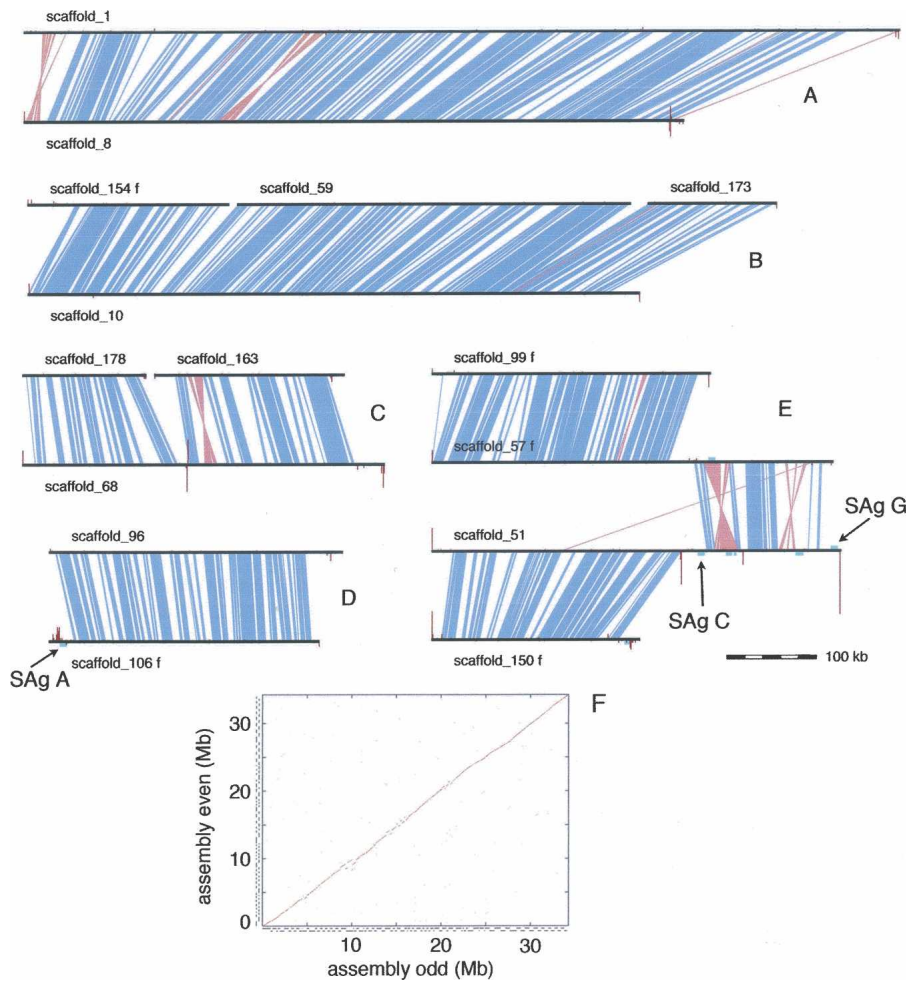 scaffold_1
A
scaffold_8
scaffold_154 f
scaffold_59
scaffold_173
B
scaffold_10
scaffold_178
scaffold_163
C
scaffold_68
scaffold_99 f
E
scaffold_57 f
scaffold_96
D
SAg A
scaffold_106 f
scaffold_51
SAg G
SAg C
scaffold_150 f
100 kb
F
assembly even (Mb)
30
20
10
0
10
20
30
assembly odd (Mb)